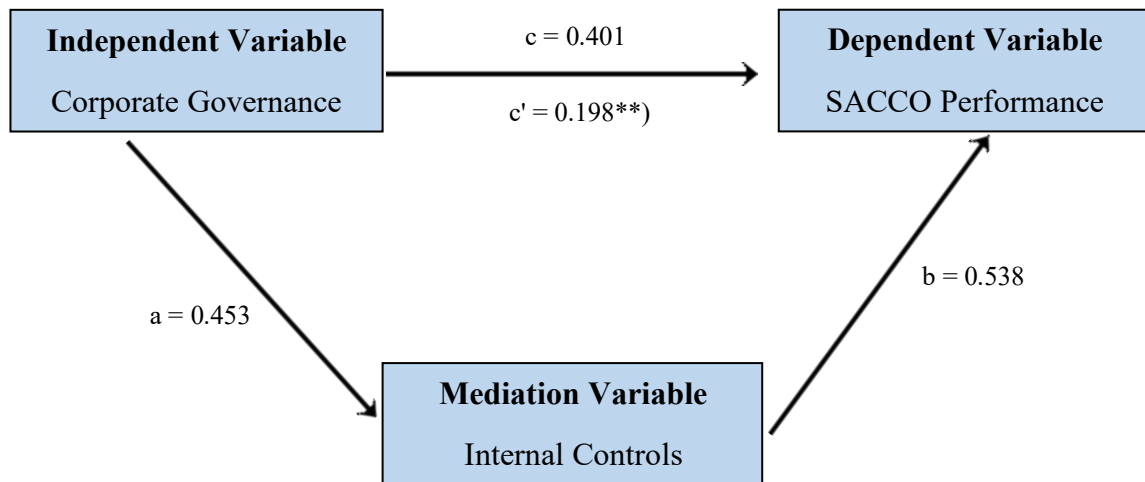 Independent Variable
Corporate Governance
c = 0.401
c' = 0.198**)
Dependent Variable
SACCO Performance
a = 0.453
b = 0.538
Mediation Variable
Internal Controls